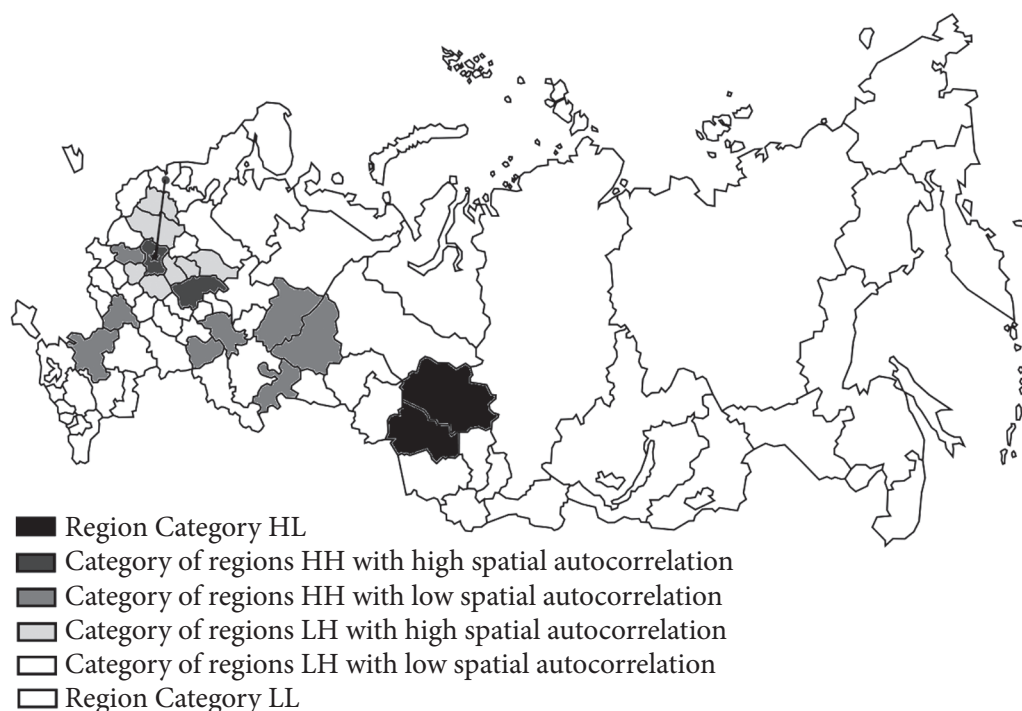 Region Category HL
Category of regions HH with high spatial autocorrelation
Category of regions HH with low spatial autocorrelation
Category of regions LH with high spatial autocorrelation
Category of regions LH with low spatial autocorrelation
Region Category LL